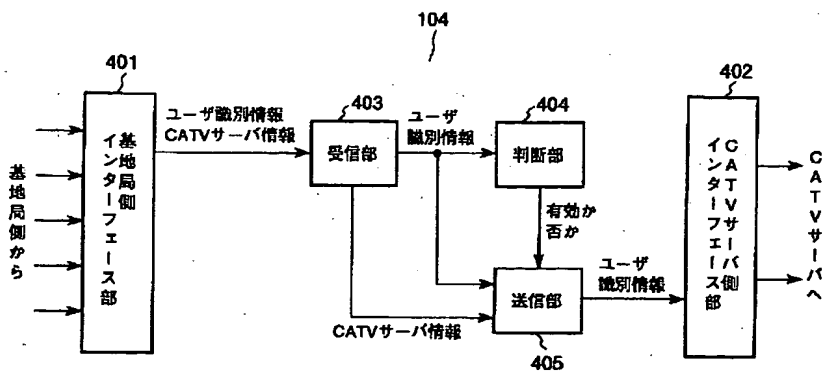 104
401
402
403
404
ユーザ識別情報
CATVサーバ情報
ユーザ
識別情報
基地局側から
基地局側
インターフェース部
受信部
判断部
有効か
否か
ユーザ
識別情報
送信部
CATVサーバ情報
405
CATVサーバ側
インターフェース部
CATVサーバへ